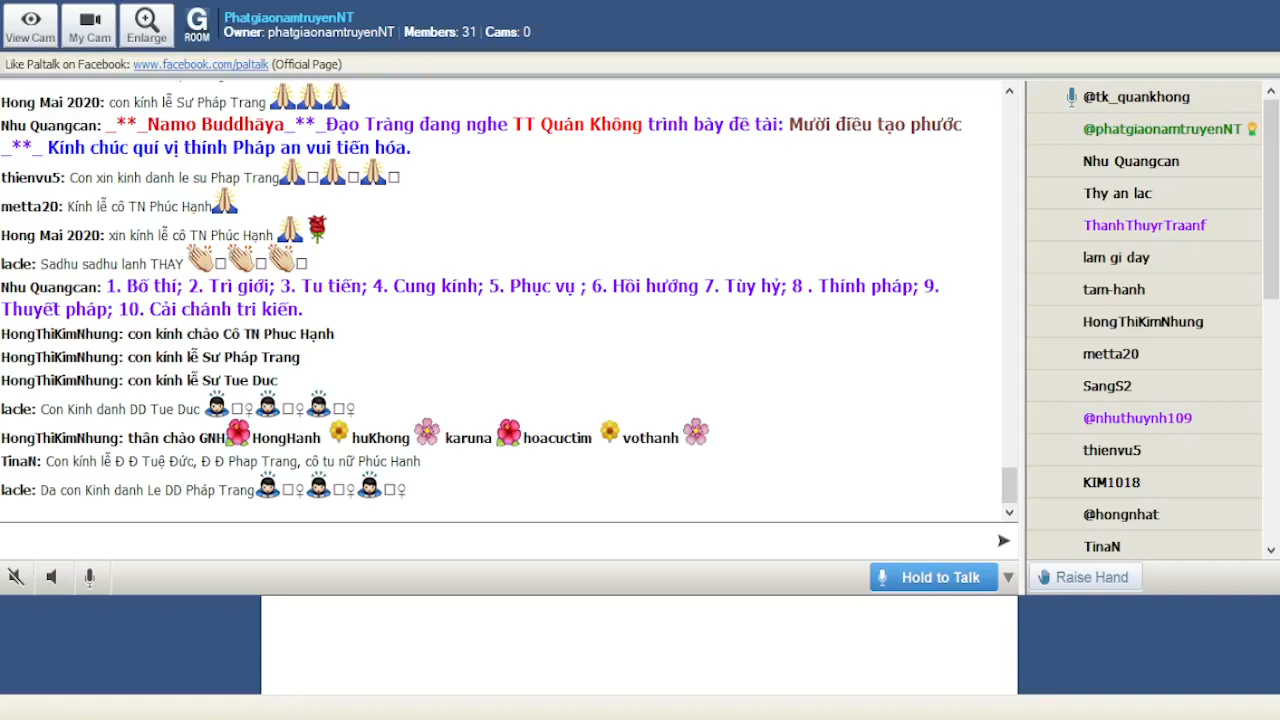 View Cam
My Cam
Enlarge
G
ROOM
PhatgiaonamtruyenNT
Owner: phatgiaonamtruyenNT | Members: 31 | Cams: 0
Like Paltalk on Facebook: www.facebook.com/paltalk (Official Page)
Hong Mai 2020: con kính lễ Sư Pháp Trang 🙏🙏🙏
Nhu Quangcan: _**_Namo Buddhāya_**_Đạo Tràng đang nghe TT Quán Không trình bày đề tài: Mười điều tạo phước
_**_ Kính chúc quí vị thính Pháp an vui tiến hóa.
thienvu5: Con xin kinh danh le su Phap Trang🙏□🙏□🙏□
metta20: Kính lễ cô TN Phúc Hạnh🙏
Hong Mai 2020: xin kính lễ cô TN Phúc Hạnh 🙏🌹
lacle: Sadhu sadhu lanh THAY 👏□👏□👏□
Nhu Quangcan: 1. Bố thí; 2. Trì giới; 3. Tu tiến; 4. Cung kính; 5. Phục vụ ; 6. Hồi hướng 7. Tùy hỷ; 8 . Thính pháp; 9.
Thuyết pháp; 10. Cải chánh tri kiến.
HongThiKimNhung: con kính chào Cô TN Phuc Hạnh
HongThiKimNhung: con kính lễ Sư Pháp Trang
HongThiKimNhung: con kính lễ Sư Tue Duc
lacle: Con Kinh danh DD Tue Duc 🙇□♀🙇□♀🙇□♀
HongThiKimNhung: thân chào GNH🌺HongHanh 🌼huKhong 🌸 karuna 🌺hoacuctim 🌼vothanh🌸
TinaN: Con kính lễ Đ Đ Tuệ Đức, Đ Đ Phap Trang, cô tu nữ Phúc Hanh
lacle: Da con Kinh danh Le DD Pháp Trang🙇□♀🙇□♀🙇□♀
@tk_quankhong
@phatgiaonamtruyenNT
Nhu Quangcan
Thy an lac
ThanhThuyrTraanf
lam gi day
tam-hanh
HongThiKimNhung
metta20
SangS2
@nhuthuynh109
thienvu5
KIM1018
@hongnhat
TinaN
Hold to Talk
Raise Hand